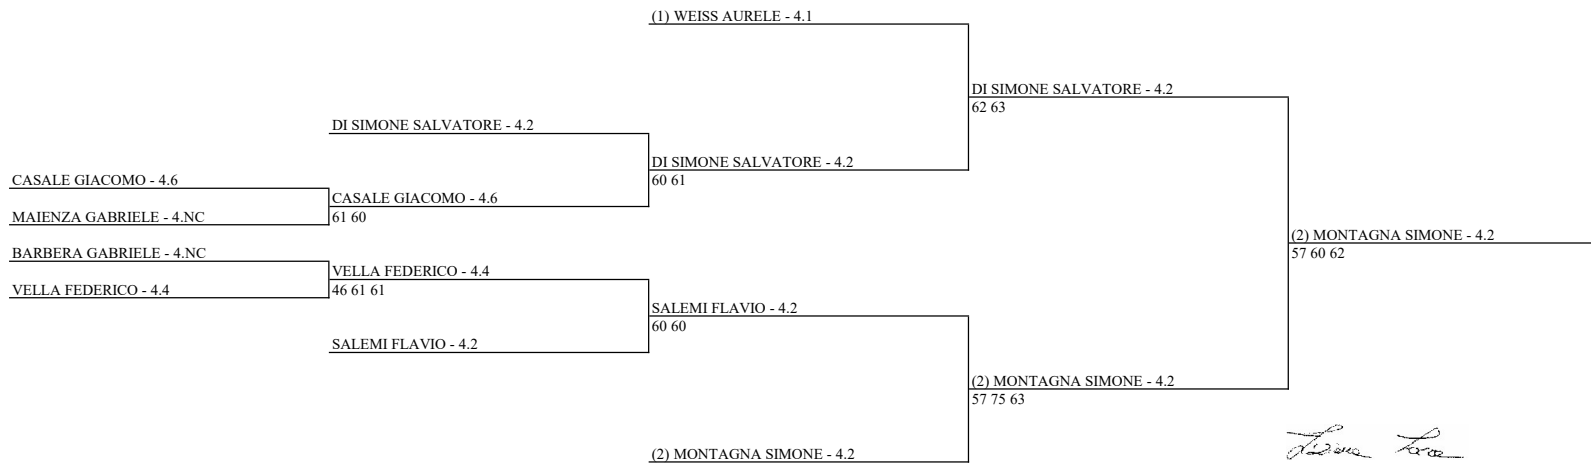 (1) WEISS AURELE - 4.1
DI SIMONE SALVATORE - 4.2
62 63
DI SIMONE SALVATORE - 4.2
DI SIMONE SALVATORE - 4.2
60 61
CASALE GIACOMO - 4.6
CASALE GIACOMO - 4.6
61 60
MAIENZA GABRIELE - 4.NC
(2) MONTAGNA SIMONE - 4.2
57 60 62
BARBERA GABRIELE - 4.NC
VELLA FEDERICO - 4.4
46 61 61
VELLA FEDERICO - 4.4
SALEMI FLAVIO - 4.2
60 60
SALEMI FLAVIO - 4.2
(2) MONTAGNA SIMONE - 4.2
57 75 63
(2) MONTAGNA SIMONE - 4.2